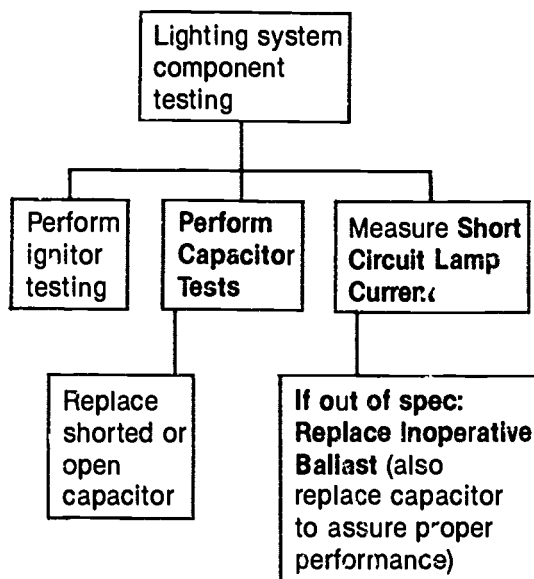 Lighting system
component
testing
Perform
ignitor
testing
Perform
Capacitor
Tests
Measure Short
Circuit Lamp
Current
Replace
shorted or
open
capacitor
If out of spec:
Replace Inoperative
Ballast (also
replace capacitor
to assure proper
performance)